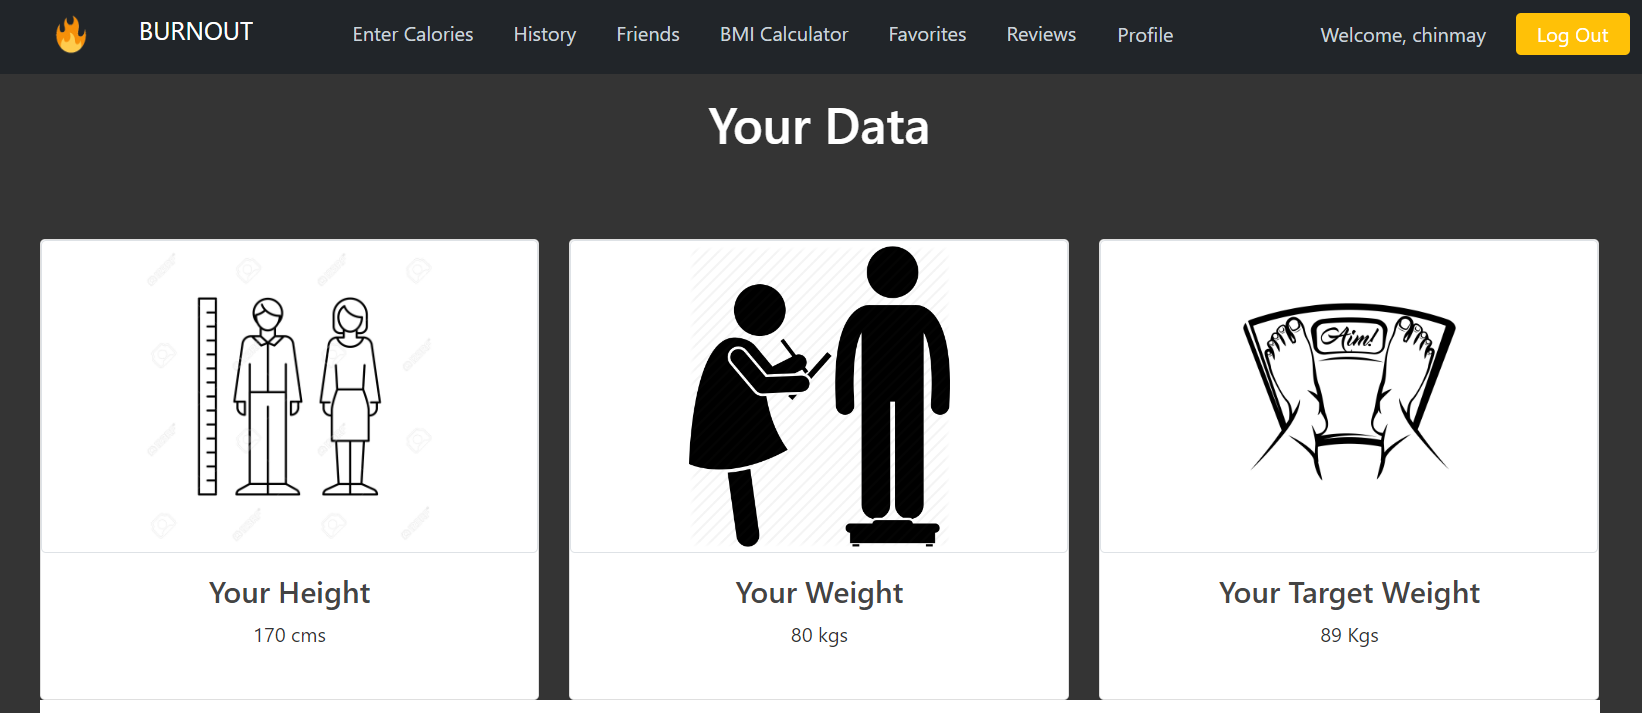 BURNOUT Enter Calories History Friends BMI Calculator Favorites Reviews Profile Welcome, chinmay Log Out
Your Data
Aim!
Your Height Your Weight Your Target Weight
170 cms 80 kgs 89 Kgs